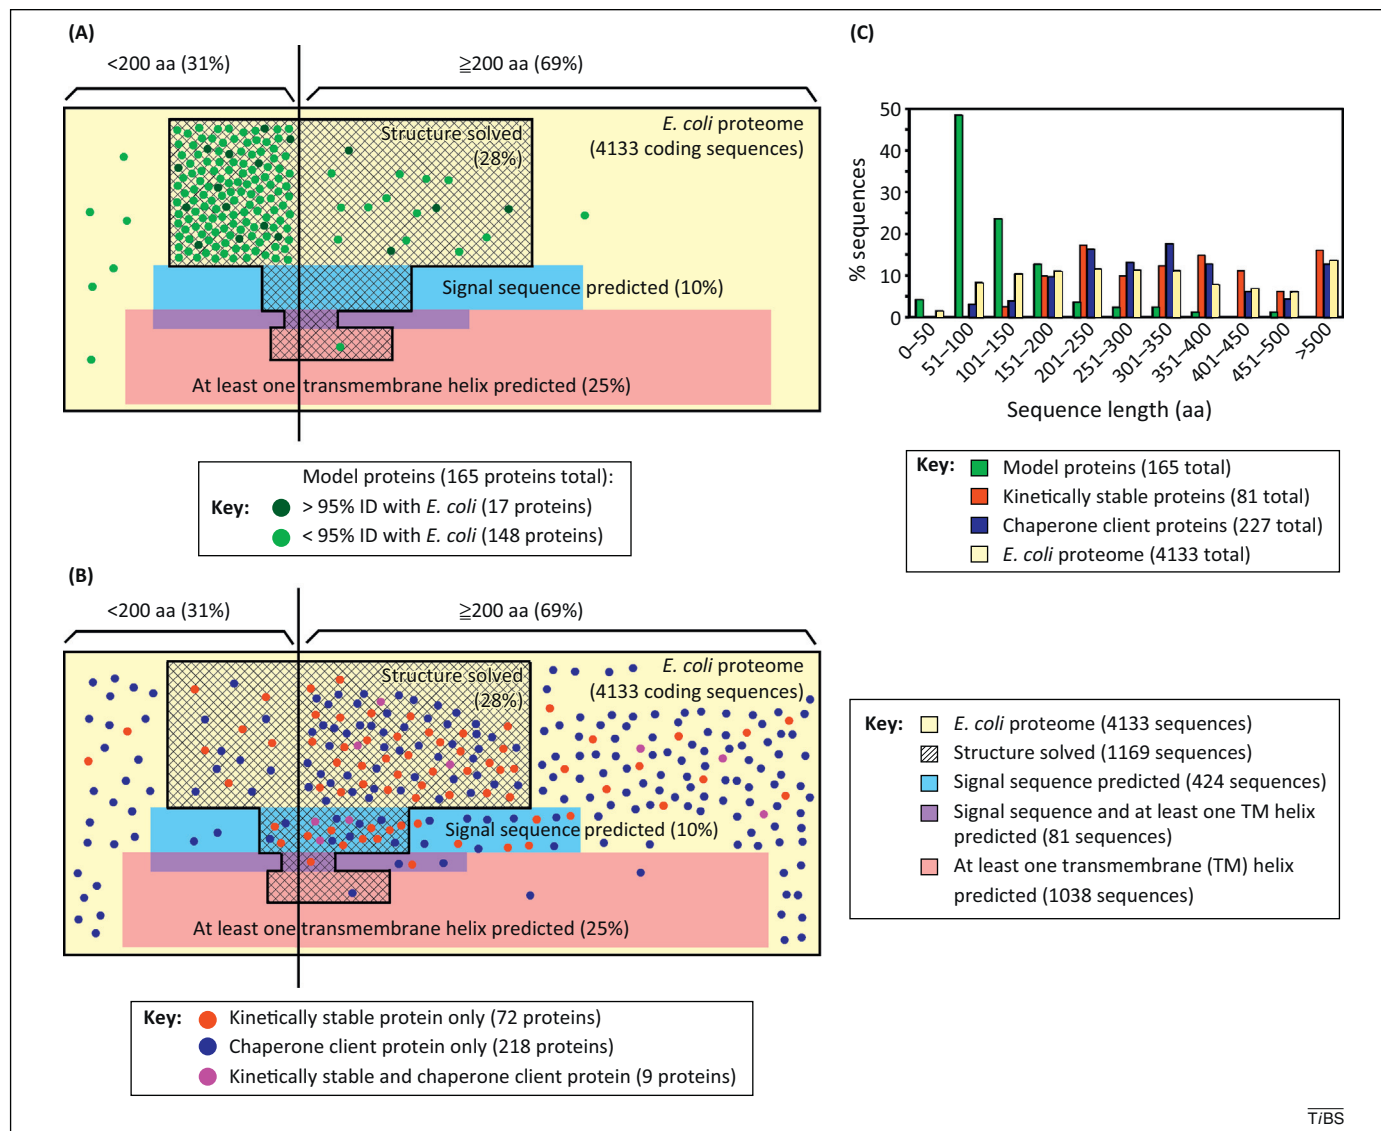 (A)
<200 aa (31%)
≧200 aa (69%)
Structure solved
(28%)
E. coli proteome
(4133 coding sequences)
Signal sequence predicted (10%)
At least one transmembrane helix predicted (25%)
Model proteins (165 proteins total):
Key:
> 95% ID with E. coli (17 proteins)
< 95% ID with E. coli (148 proteins)
(B)
<200 aa (31%)
≧200 aa (69%)
Structure solved
(28%)
E. coli proteome
(4133 coding sequences)
Signal sequence predicted (10%)
At least one transmembrane helix predicted (25%)
Key:
Kinetically stable protein only (72 proteins)
Chaperone client protein only (218 proteins)
Kinetically stable and chaperone client protein (9 proteins)
(C)
% sequences
50
40
30
20
10
0
0–50
51–100
101–150
151–200
201–250
251–300
301–350
351–400
401–450
451–500
>500
Sequence length (aa)
Key:
Model proteins (165 total)
Kinetically stable proteins (81 total)
Chaperone client proteins (227 total)
E. coli proteome (4133 total)
Key:
E. coli proteome (4133 sequences)
Structure solved (1169 sequences)
Signal sequence predicted (424 sequences)
Signal sequence and at least one TM helix
predicted (81 sequences)
At least one transmembrane (TM) helix
predicted (1038 sequences)
TiBS